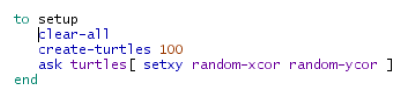 to setup
clear-all
create-turtles 100
ask turtles[ setxy random-xcor random-ycor ]
end